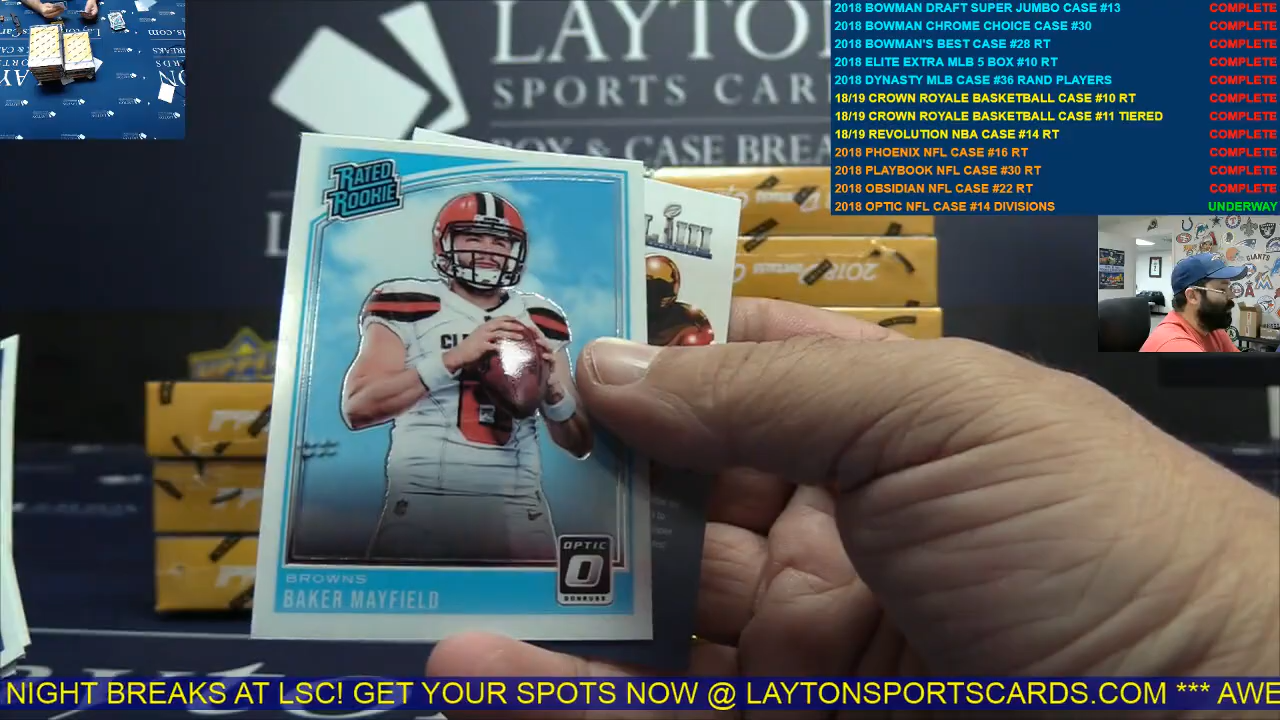 LAYTON
SPORTS CAR
BOX & CASE BREA
2018 BOWMAN DRAFT SUPER JUMBO CASE #13 COMPLETE
2018 BOWMAN CHROME CHOICE CASE #30 COMPLETE
2018 BOWMAN'S BEST CASE #28 RT COMPLETE
2018 ELITE EXTRA MLB 5 BOX #10 RT COMPLETE
2018 DYNASTY MLB CASE #36 RAND PLAYERS COMPLETE
18/19 CROWN ROYALE BASKETBALL CASE #10 RT COMPLETE
18/19 CROWN ROYALE BASKETBALL CASE #11 TIERED COMPLETE
18/19 REVOLUTION NBA CASE #14 RT COMPLETE
2018 PHOENIX NFL CASE #16 RT COMPLETE
2018 PLAYBOOK NFL CASE #30 RT COMPLETE
2018 OBSIDIAN NFL CASE #22 RT COMPLETE
2018 OPTIC NFL CASE #14 DIVISIONS UNDERWAY
RATED
ROOKIE
LIII
CLE
GIANTS
2018
OPTIC
O
DONRUSS
BROWNS
BAKER MAYFIELD
NIGHT BREAKS AT LSC! GET YOUR SPOTS NOW @ LAYTONSPORTSCARDS.COM *** AWE